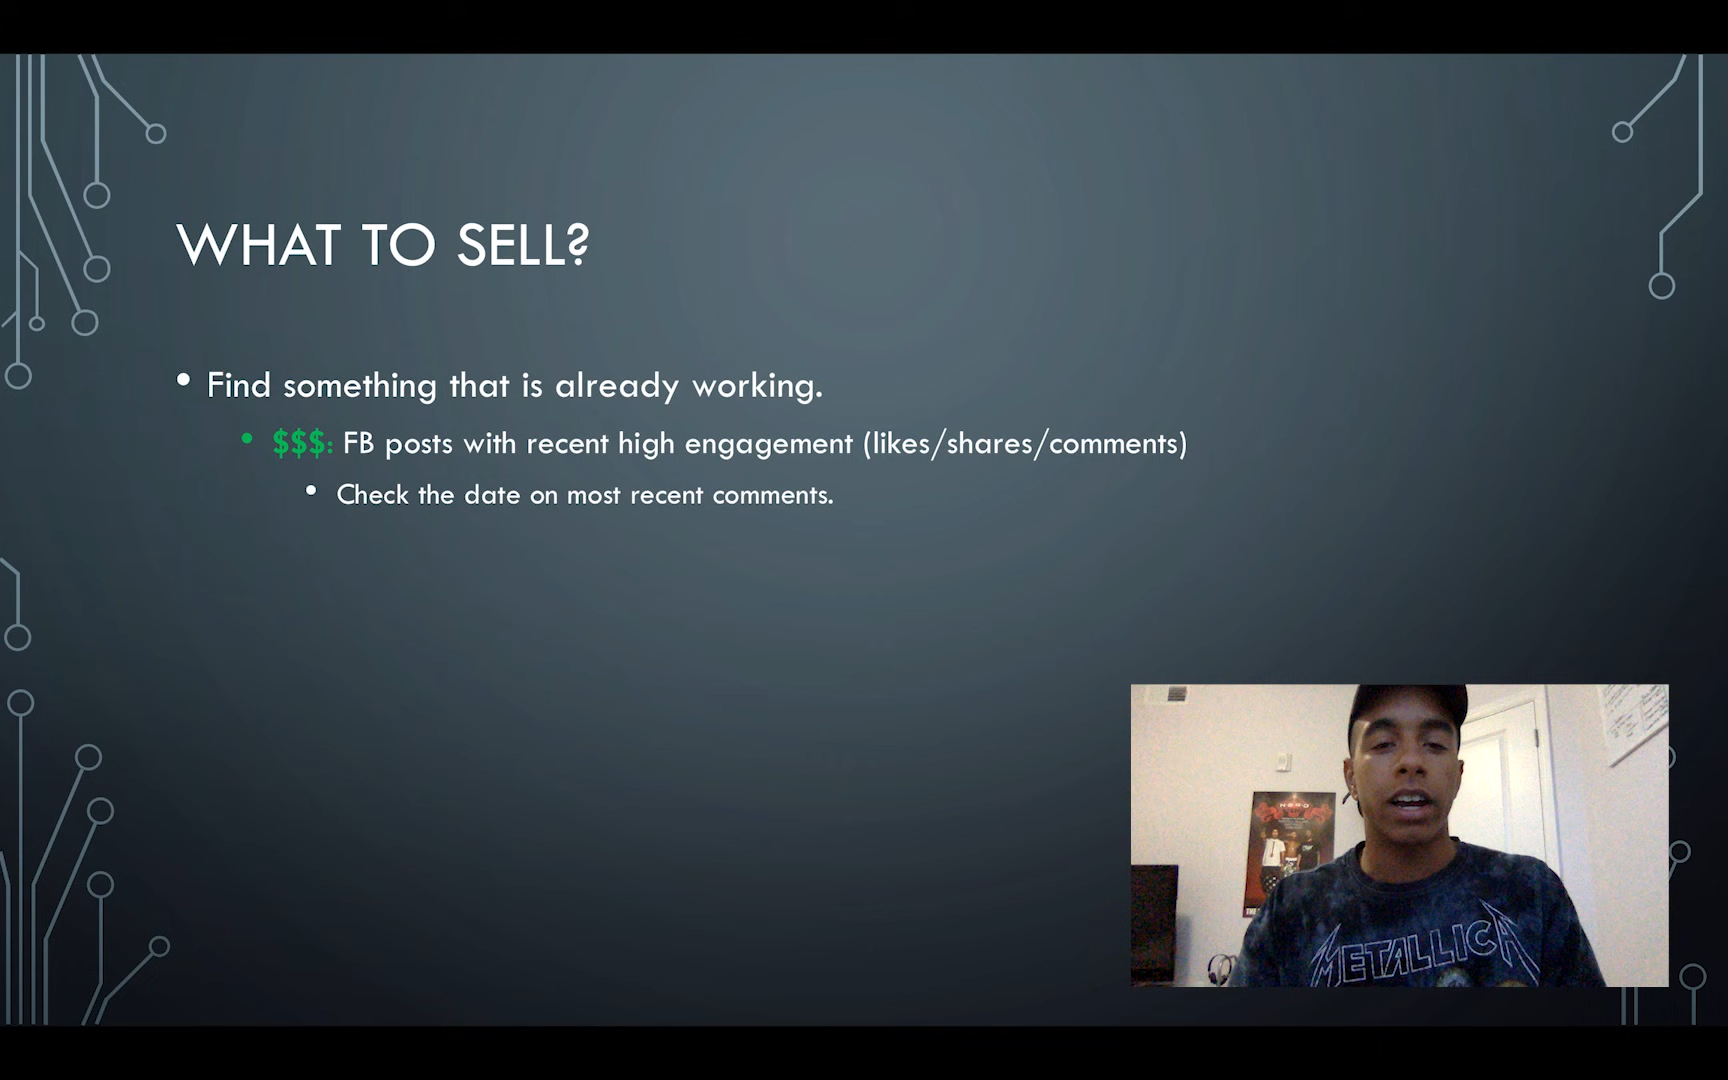 WHAT TO SELL?
• Find something that is already working.
• $$$: FB posts with recent high engagement (likes/shares/comments)
• Check the date on most recent comments.
METALLICA